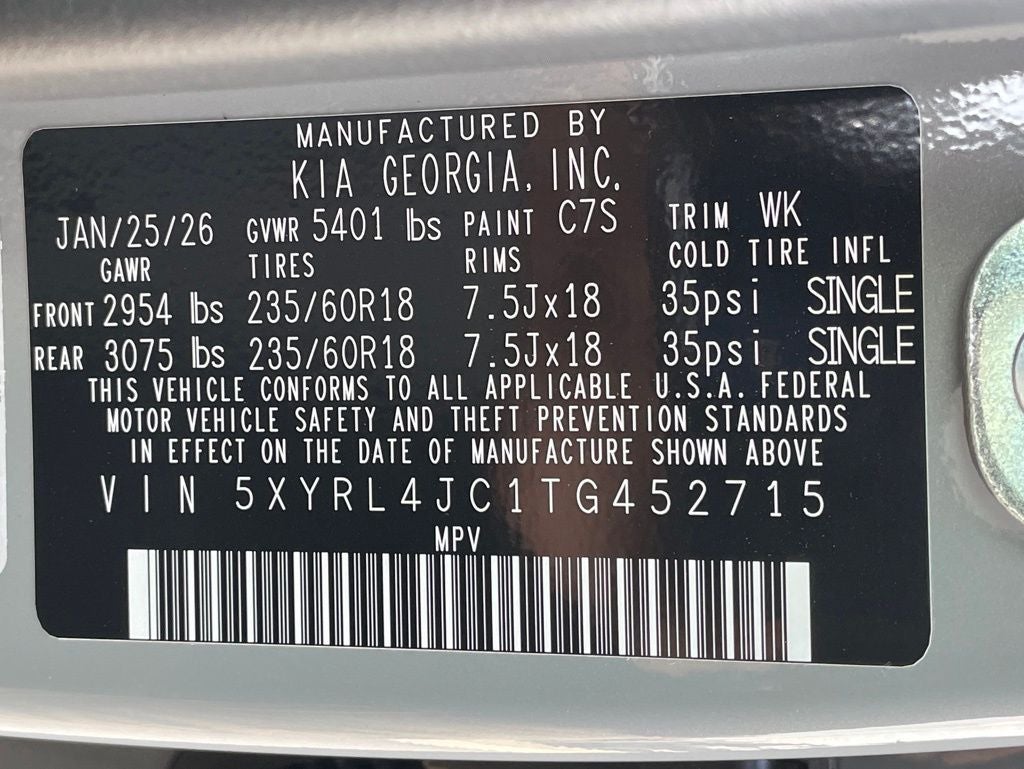 MANUFACTURED BY
KIA GEORGIA, INC.
JAN/25/26 GVWR 5401 lbs PAINT C7S TRIM WK
GAWR TIRES RIMS COLD TIRE INFL
FRONT 2954 lbs 235/60R18 7.5Jx18 35psi SINGLE
REAR 3075 lbs 235/60R18 7.5Jx18 35psi SINGLE
THIS VEHICLE CONFORMS TO ALL APPLICABLE U.S.A. FEDERAL
MOTOR VEHICLE SAFETY AND THEFT PREVENTION STANDARDS
IN EFFECT ON THE DATE OF MANUFACTURE SHOWN ABOVE
VIN 5XYRL4JC1TG452715
MPV